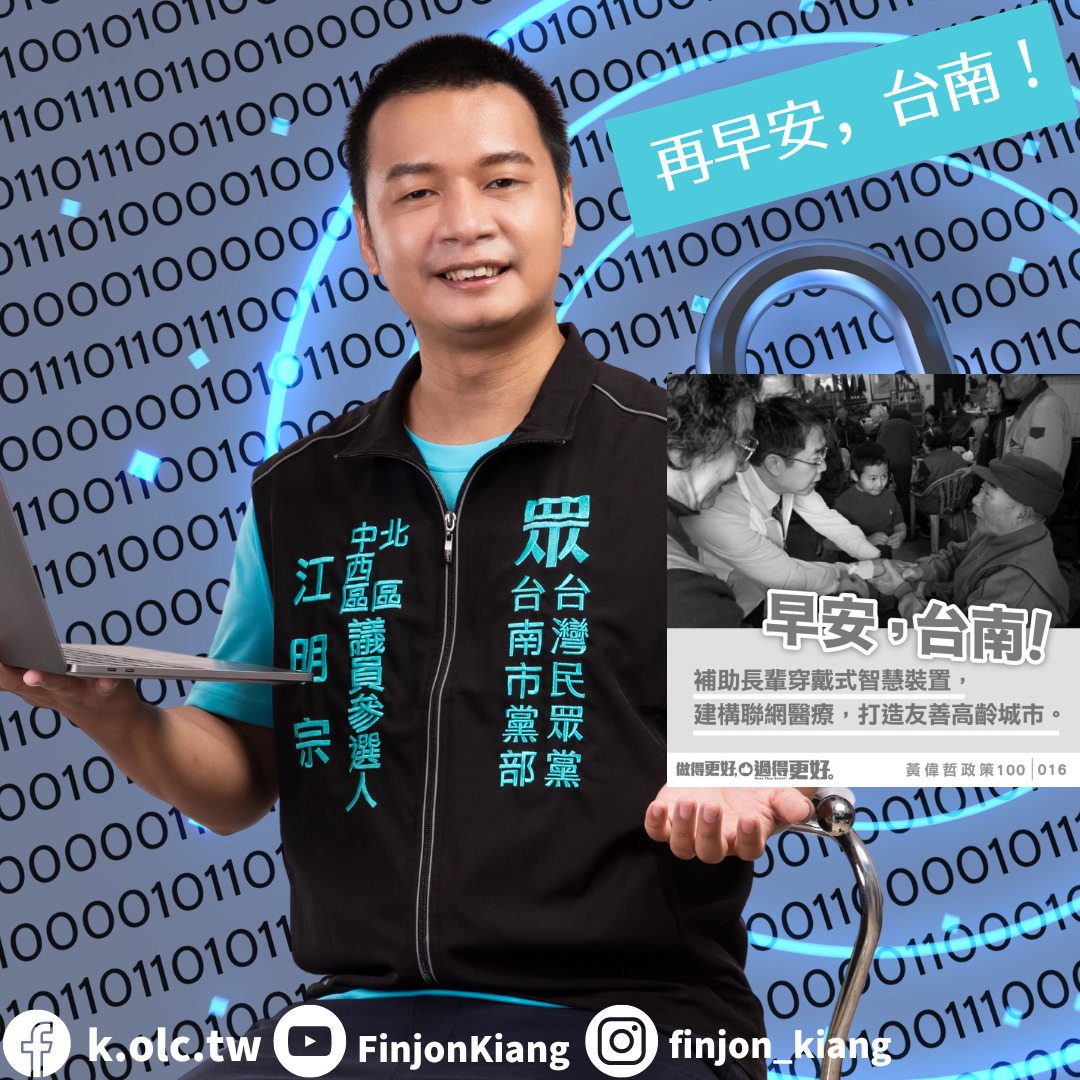 再早安，台南！
北區
中西區
議員參選人
江明宗
眾
台灣民眾黨
台南市黨部
早安，台南!
補助長輩穿戴式智慧裝置，
建構聯網醫療，打造友善高齡城市。
做得更好，過得更好。
黃偉哲政策100|016
k.olc.tw
FinjonKiang
finjon_kiang